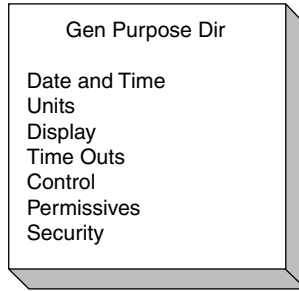 Gen Purpose Dir
Date and Time
Units
Display
Time Outs
Control
Permissives
Security